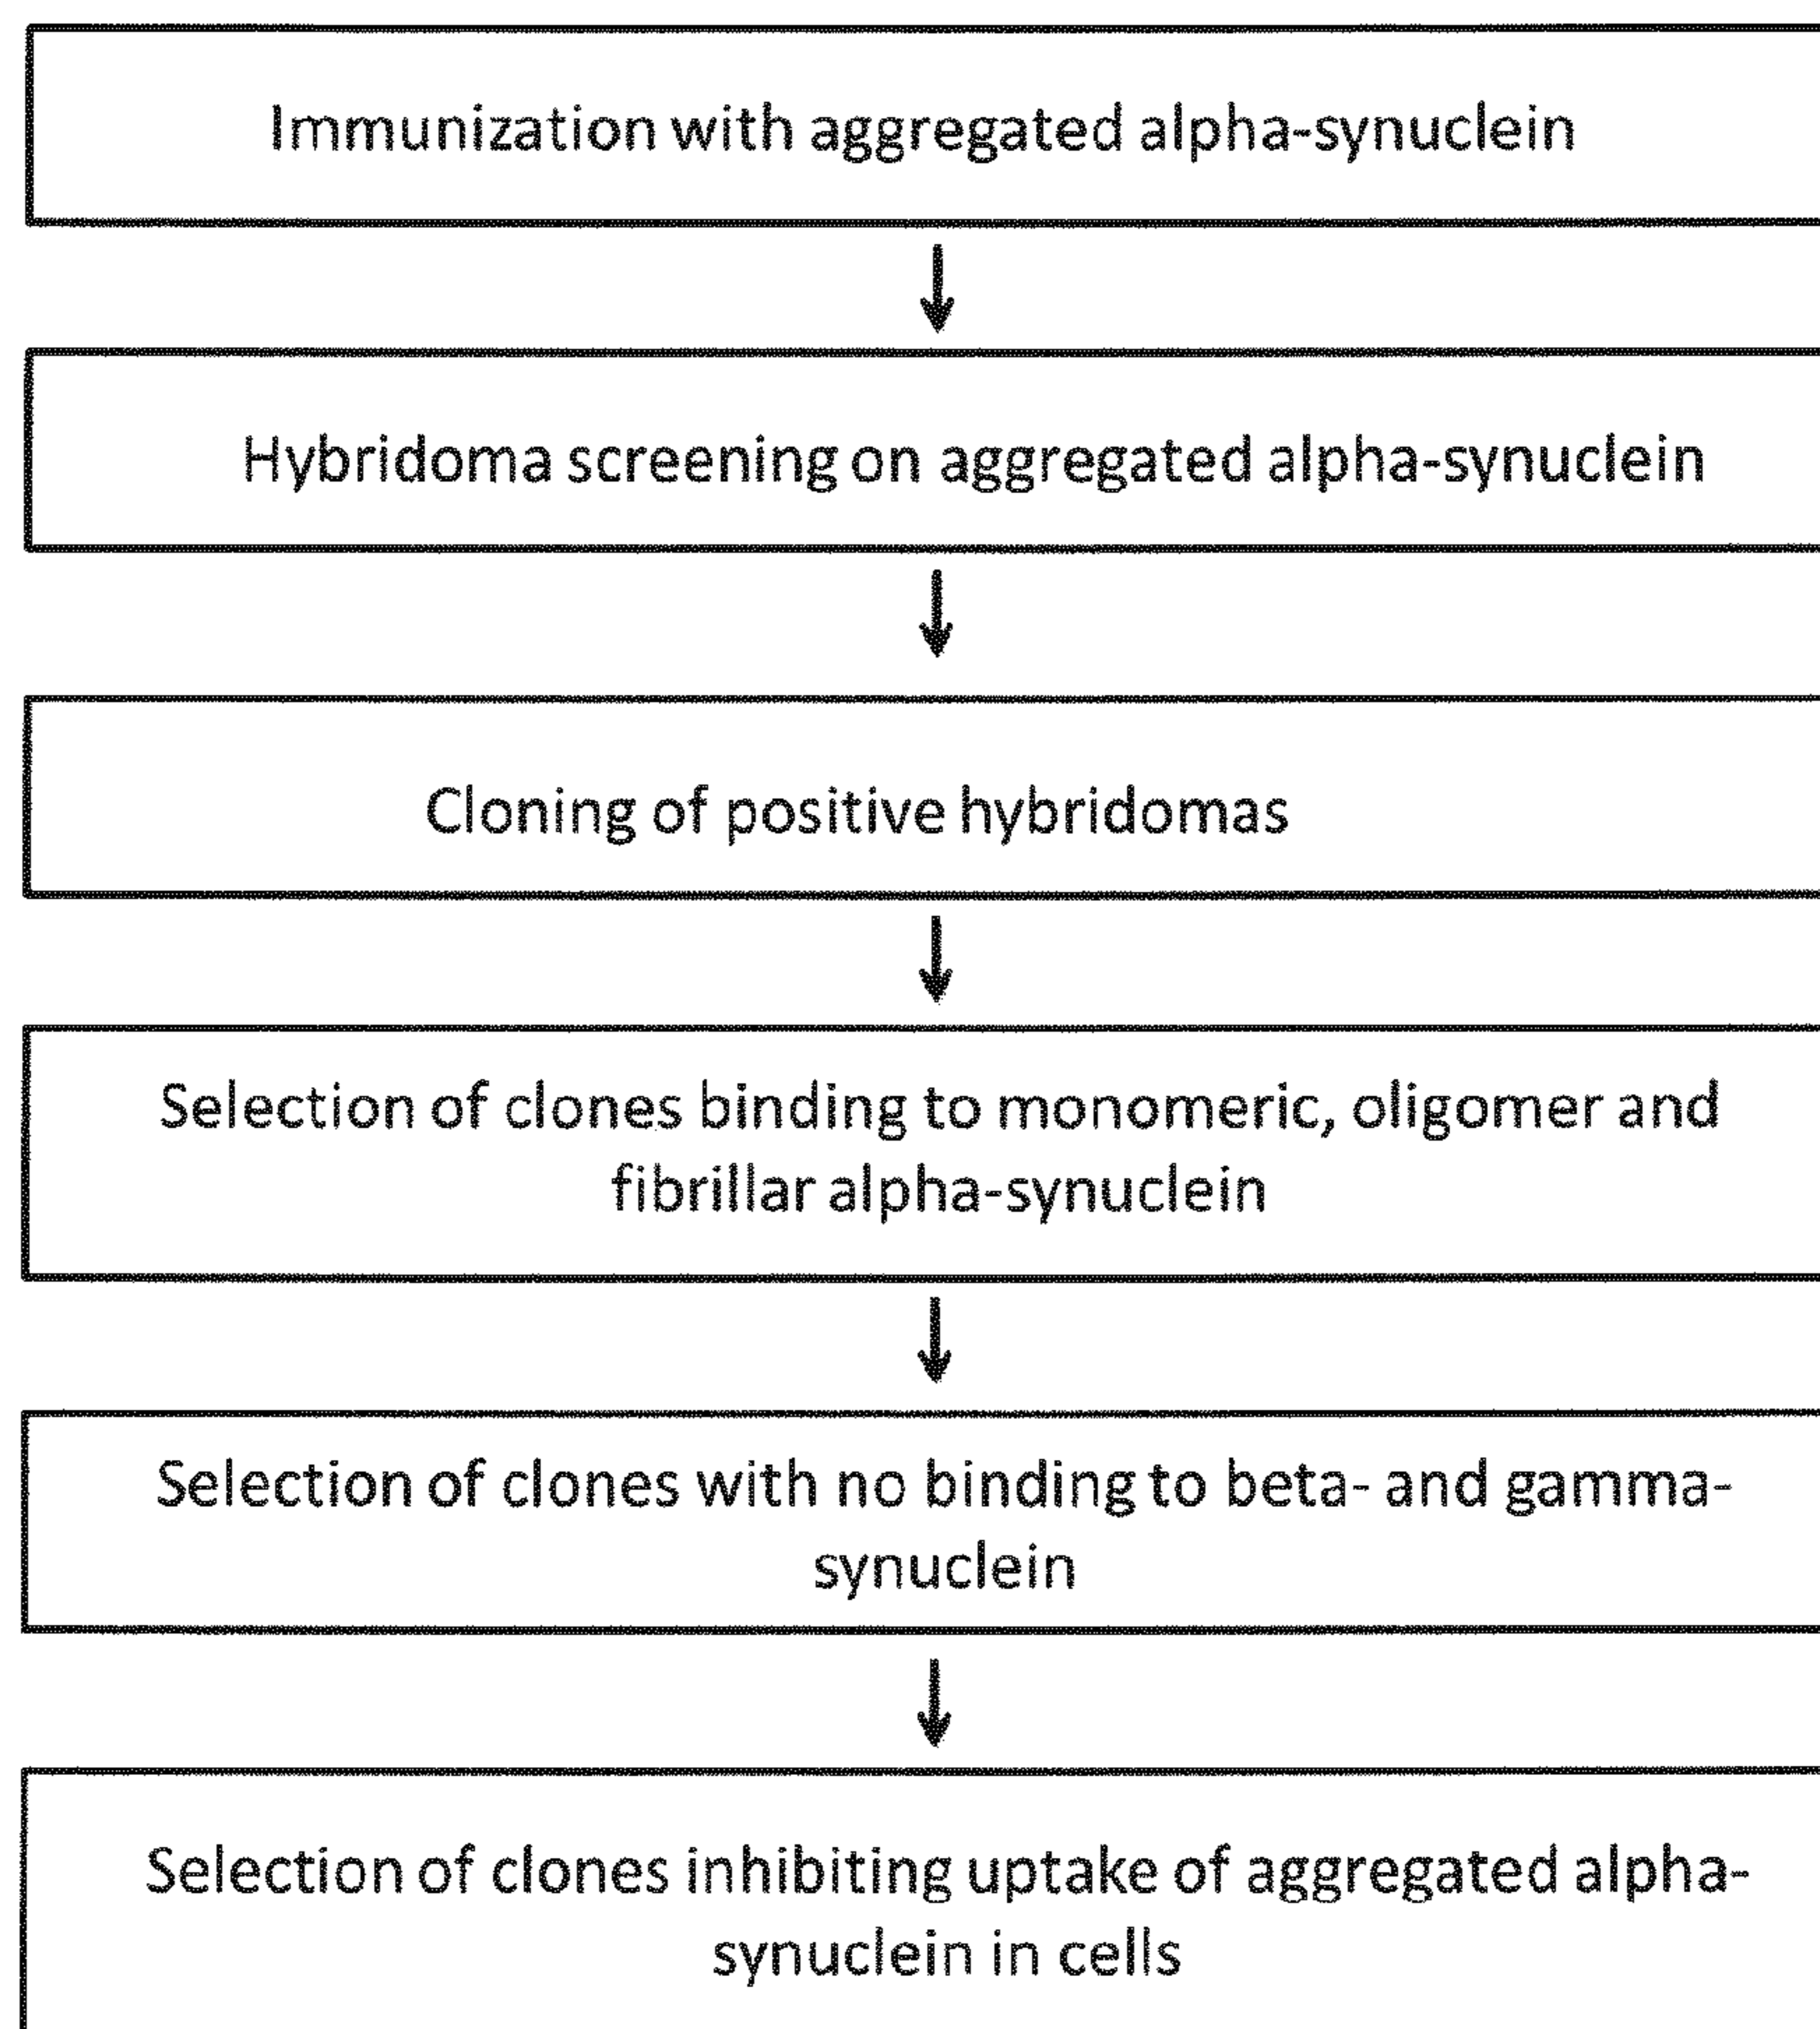 Immunization with aggregated alpha-synuclein
Hybridoma screening on aggregated alpha-synuclein
Cloning of positive hybridomas
Selection of clones binding to monomeric, oligomer and
fibrillar alpha-synuclein
Selection of clones with no binding to beta- and gamma-
synuclein
Selection of clones inhibiting uptake of aggregated alpha-
synuclein in cells